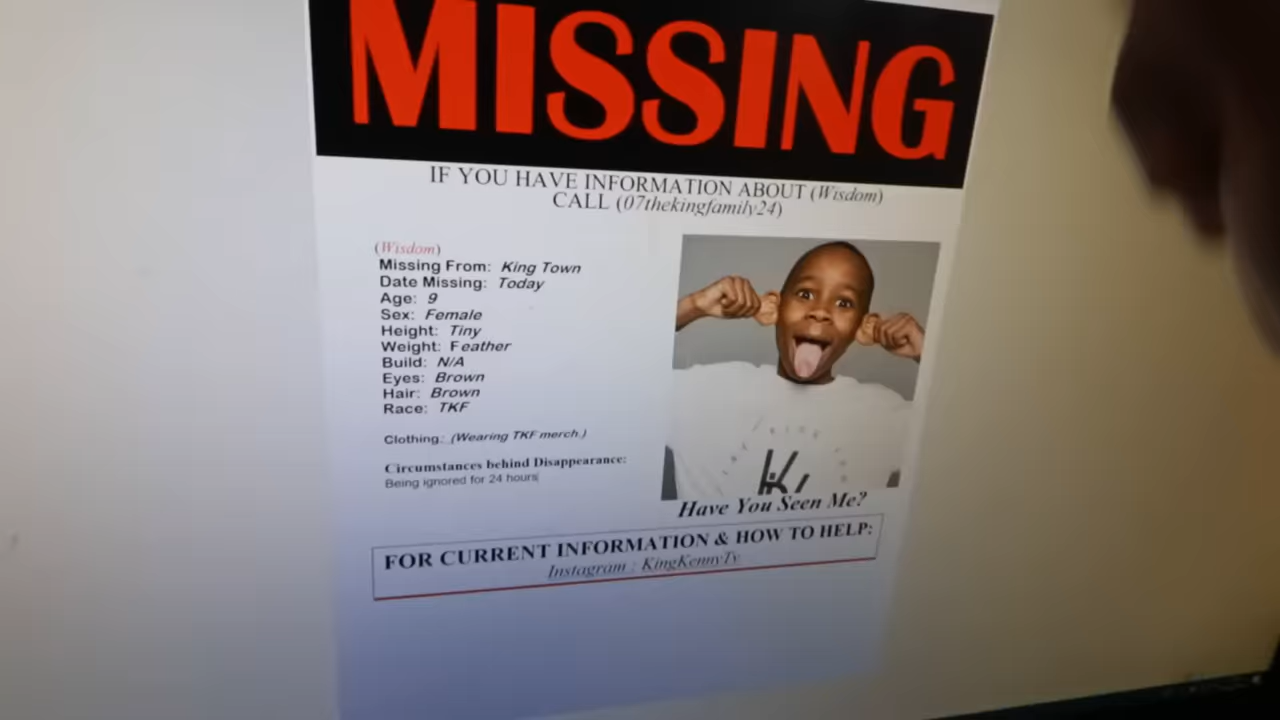 MISSING
IF YOU HAVE INFORMATION ABOUT (Wisdom)
CALL (07thekingfamily24)
(Wisdom)
Missing From: King Town
Date Missing: Today
Age: 9
Sex: Female
Height: Tiny
Weight: Feather
Build: N/A
Eyes: Brown
Hair: Brown
Race: TKF
Clothing: (Wearing TKF merch.)
Circumstances behind Disappearance:
Being ignored for 24 hours
Have You Seen Me?
FOR CURRENT INFORMATION & HOW TO HELP:
Instagram : KingKennyTv